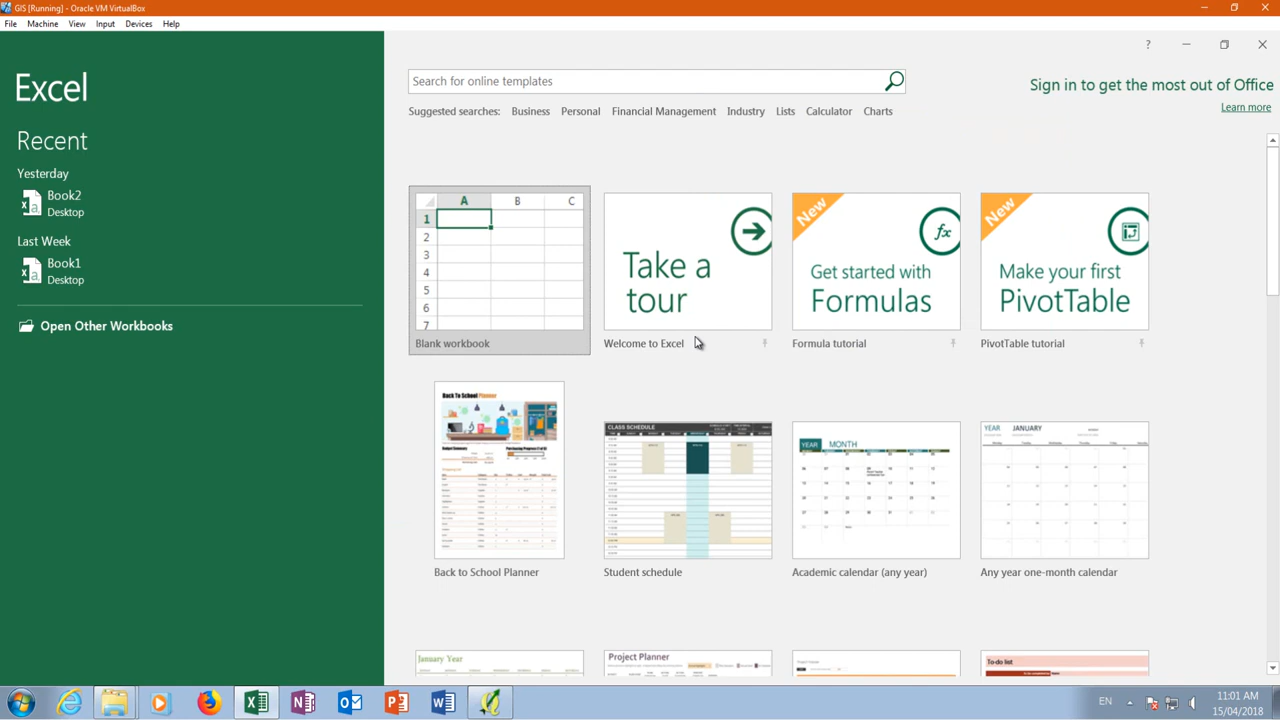 GIS [Running] - Oracle VM VirtualBox
File Machine View Input Devices Help
Excel
Recent
Yesterday
Book2
Desktop
Last Week
Book1
Desktop
Open Other Workbooks
?
Search for online templates
Sign in to get the most out of Office
Learn more
Suggested searches: Business Personal Financial Management Industry Lists Calculator Charts
A B C
1
2
3
4
5
6
7
Blank workbook
Take a
tour
Welcome to Excel
New
fx
Get started with
Formulas
Formula tutorial
New
Make your first
PivotTable
PivotTable tutorial
Back To School Planner
Back to School Planner
CLASS SCHEDULE
Student schedule
YEAR MONTH
Academic calendar (any year)
YEAR JANUARY
Any year one-month calendar
January Year
Project Planner
To-do list
EN
11:01 AM
15/04/2018